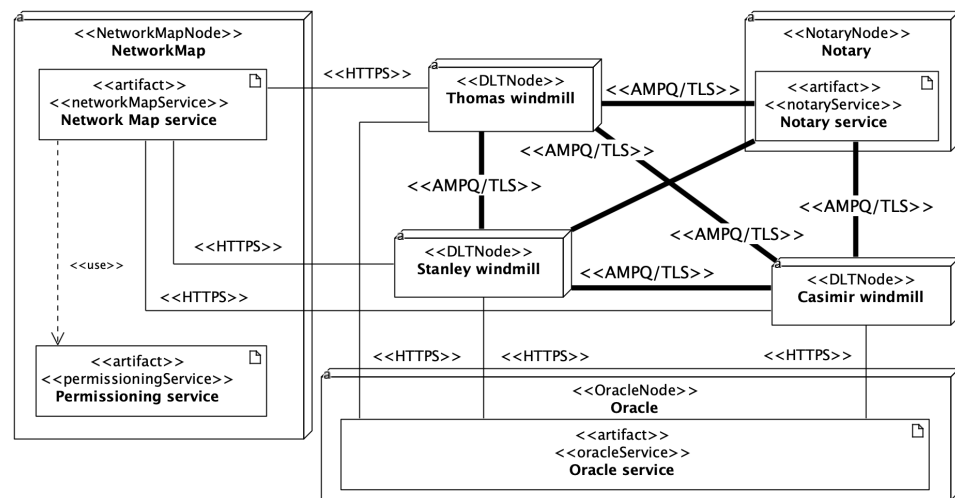 a
<<NetworkMapNode>>
NetworkMap
<<artifact>>
<<networkMapService>>
Network Map service
<<HTTPS>>
a
<<DLTNode>>
Thomas windmill
<<AMPQ/TLS>>
a
<<NotaryNode>>
Notary
<<artifact>>
<<notaryService>>
Notary service
<<AMPQ/TLS>>
<<AMPQ/TLS>>
<<AMPQ/TLS>>
<<AMPQ/TLS>>
<<HTTPS>>
a
<<DLTNode>>
Stanley windmill
<<AMPQ/TLS>>
a
<<DLTNode>>
Casimir windmill
<<use>>
<<HTTPS>>
<<artifact>>
<<permissioningService>>
Permissioning service
<<HTTPS>>
<<HTTPS>>
<<HTTPS>>
a
<<OracleNode>>
Oracle
<<artifact>>
<<oracleService>>
Oracle service